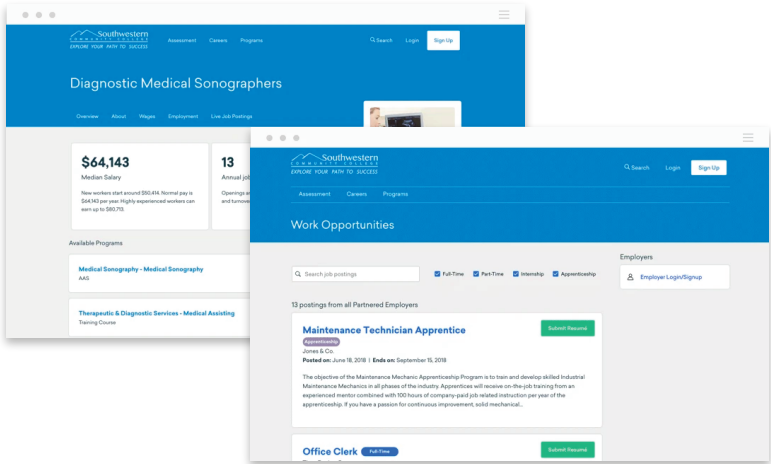 Southwestern
COMMUNITY COLLEGE
EXPLORE YOUR PATH TO SUCCESS
Assessment Careers Programs
Search Login Sign Up
Diagnostic Medical Sonographers
Overview About Wages Employment Live Job Postings
$64,143
Median Salary
New workers start around $50,414. Normal pay is
$64,143 per year. Highly experienced workers can
earn up to $80,713.
13
Annual
Openings
and
Available Programs
Medical Sonography - Medical Sonography
AAS
Therapeutic & Diagnostic Services - Medical Assisting
Training Course
Southwestern
COMMUNITY COLLEGE
EXPLORE YOUR PATH TO SUCCESS
Search Login Sign Up
Assessment Careers Programs
Work Opportunities
Search job postings
Full-Time Part-Time Internship Apprenticeship
Employers
Employer Login/Signup
13 postings from all Partnered Employers
Maintenance Technician Apprentice
Submit Resumé
Apprenticeship
Jones & Co.
Posted on: June 18, 2018 | Ends on: September 15, 2018
The objective of the Maintenance Mechanic Apprenticeship Program is to train and develop skilled Industrial
Maintenance Mechanics in all phases of the industry. Apprentices will receive on-the-job training from an
experienced mentor combined with 100 hours of company-paid job related instruction per year of the
apprenticeship. If you have a passion for continuous improvement, solid mechanical...
Office Clerk Full-Time
Submit Resumé